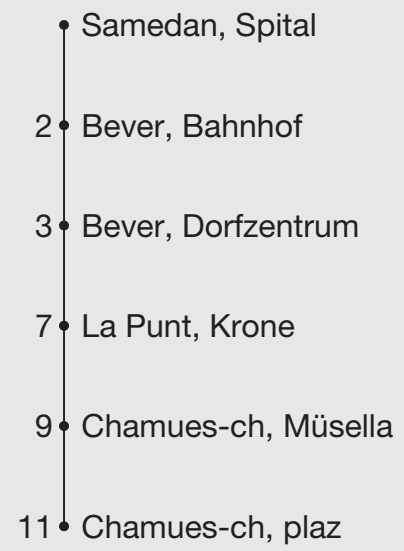 Samedan, Spital
2 Bever, Bahnhof
3 Bever, Dorfzentrum
7 La Punt, Krone
9 Chamues-ch, Müsella
11 Chamues-ch, plaz